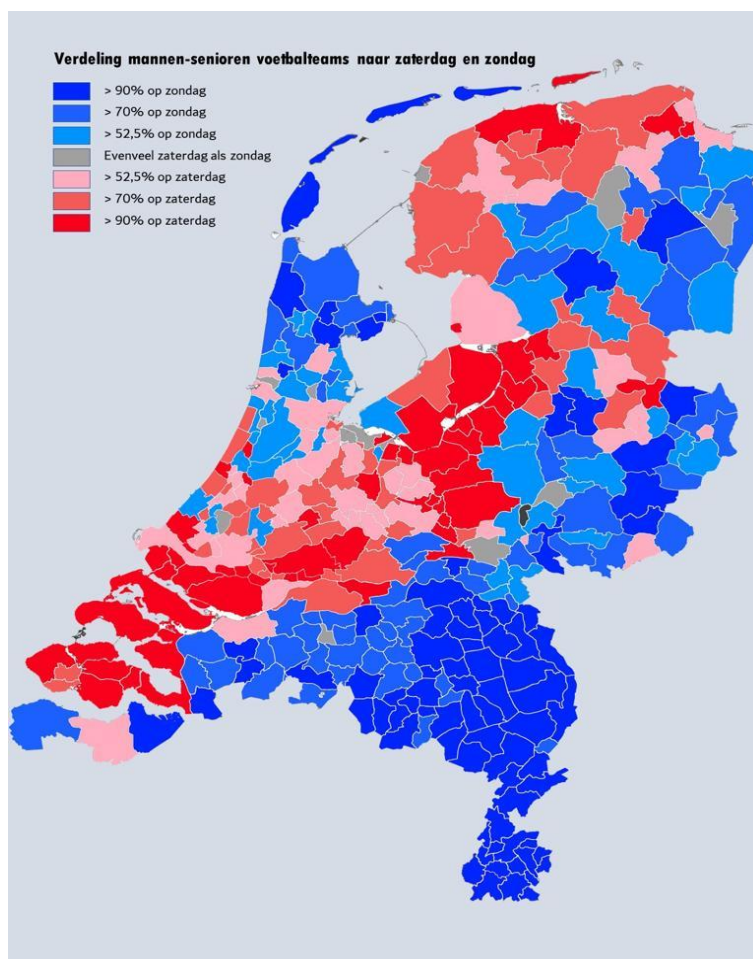 Verdeling mannen-senioren voetbalteams naar zaterdag en zondag
> 90% op zondag
> 70% op zondag
> 52,5% op zondag
Evenveel zaterdag als zondag
> 52,5% op zaterdag
> 70% op zaterdag
> 90% op zaterdag